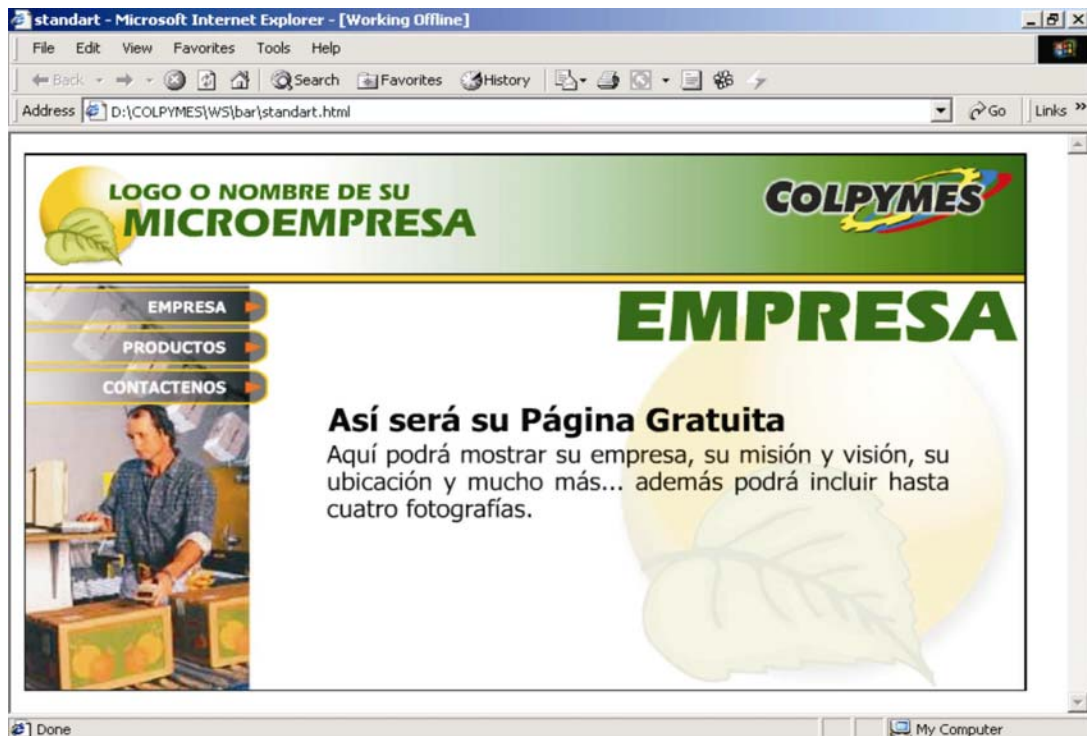 standart - Microsoft Internet Explorer - [Working Offline]
File Edit View Favorites Tools Help
Back Search Favorites History
Address D:\COLPYMES\WS\bar\standart.html Go Links »
LOGO O NOMBRE DE SU
MICROEMPRESA
COLPYMES
EMPRESA
PRODUCTOS
CONTACTENOS
EMPRESA
Así será su Página Gratuita
Aquí podrá mostrar su empresa, su misión y visión, su
ubicación y mucho más... además podrá incluir hasta
cuatro fotografías.
Done My Computer